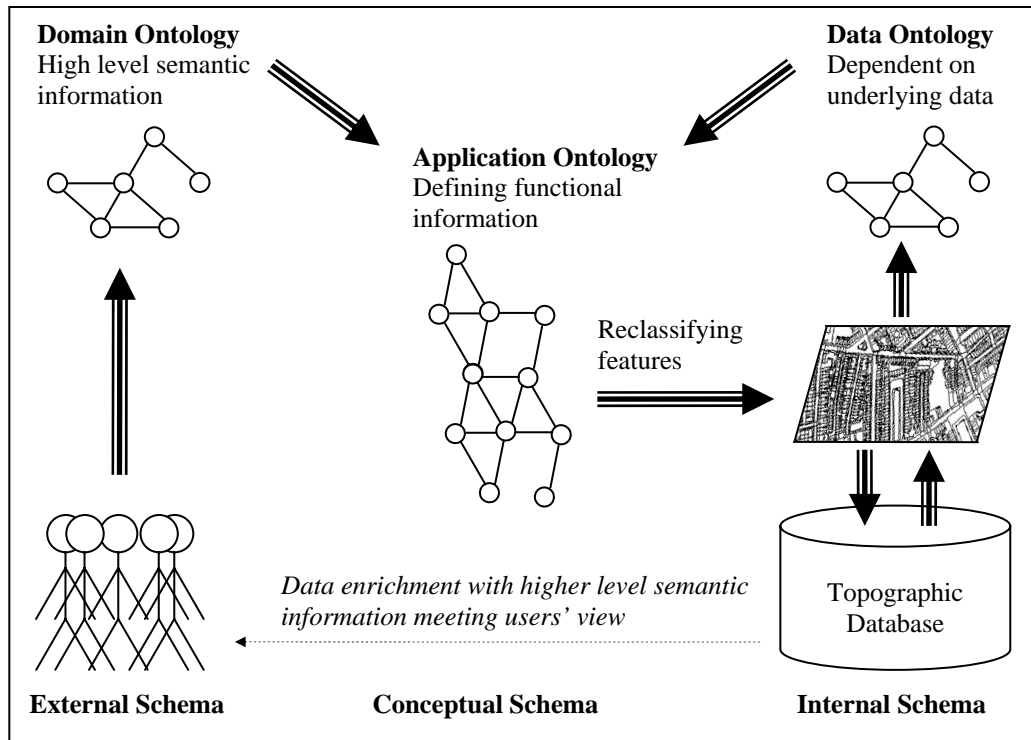 Domain Ontology
High level semantic
information
Data Ontology
Dependent on
underlying data
Application Ontology
Defining functional
information
Reclassifying
features
Data enrichment with higher level semantic
information meeting users’ view
Topographic
Database
External Schema
Conceptual Schema
Internal Schema